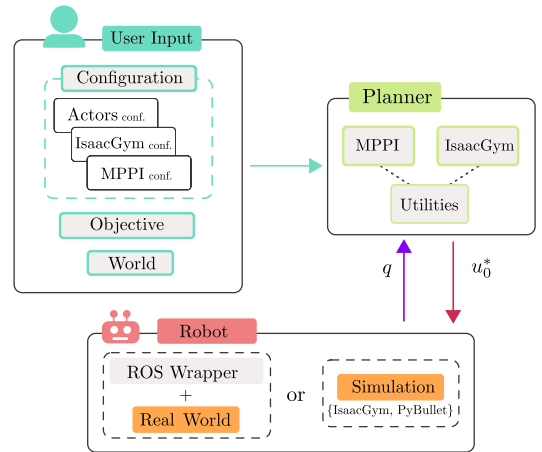 User Input
Configuration
Actors conf.
IsaacGym conf.
MPPI conf.
Objective
World
Planner
MPPI
IsaacGym
Utilities
q
u₀*
Robot
ROS Wrapper
+
Real World
or
Simulation
{IsaacGym, PyBullet}